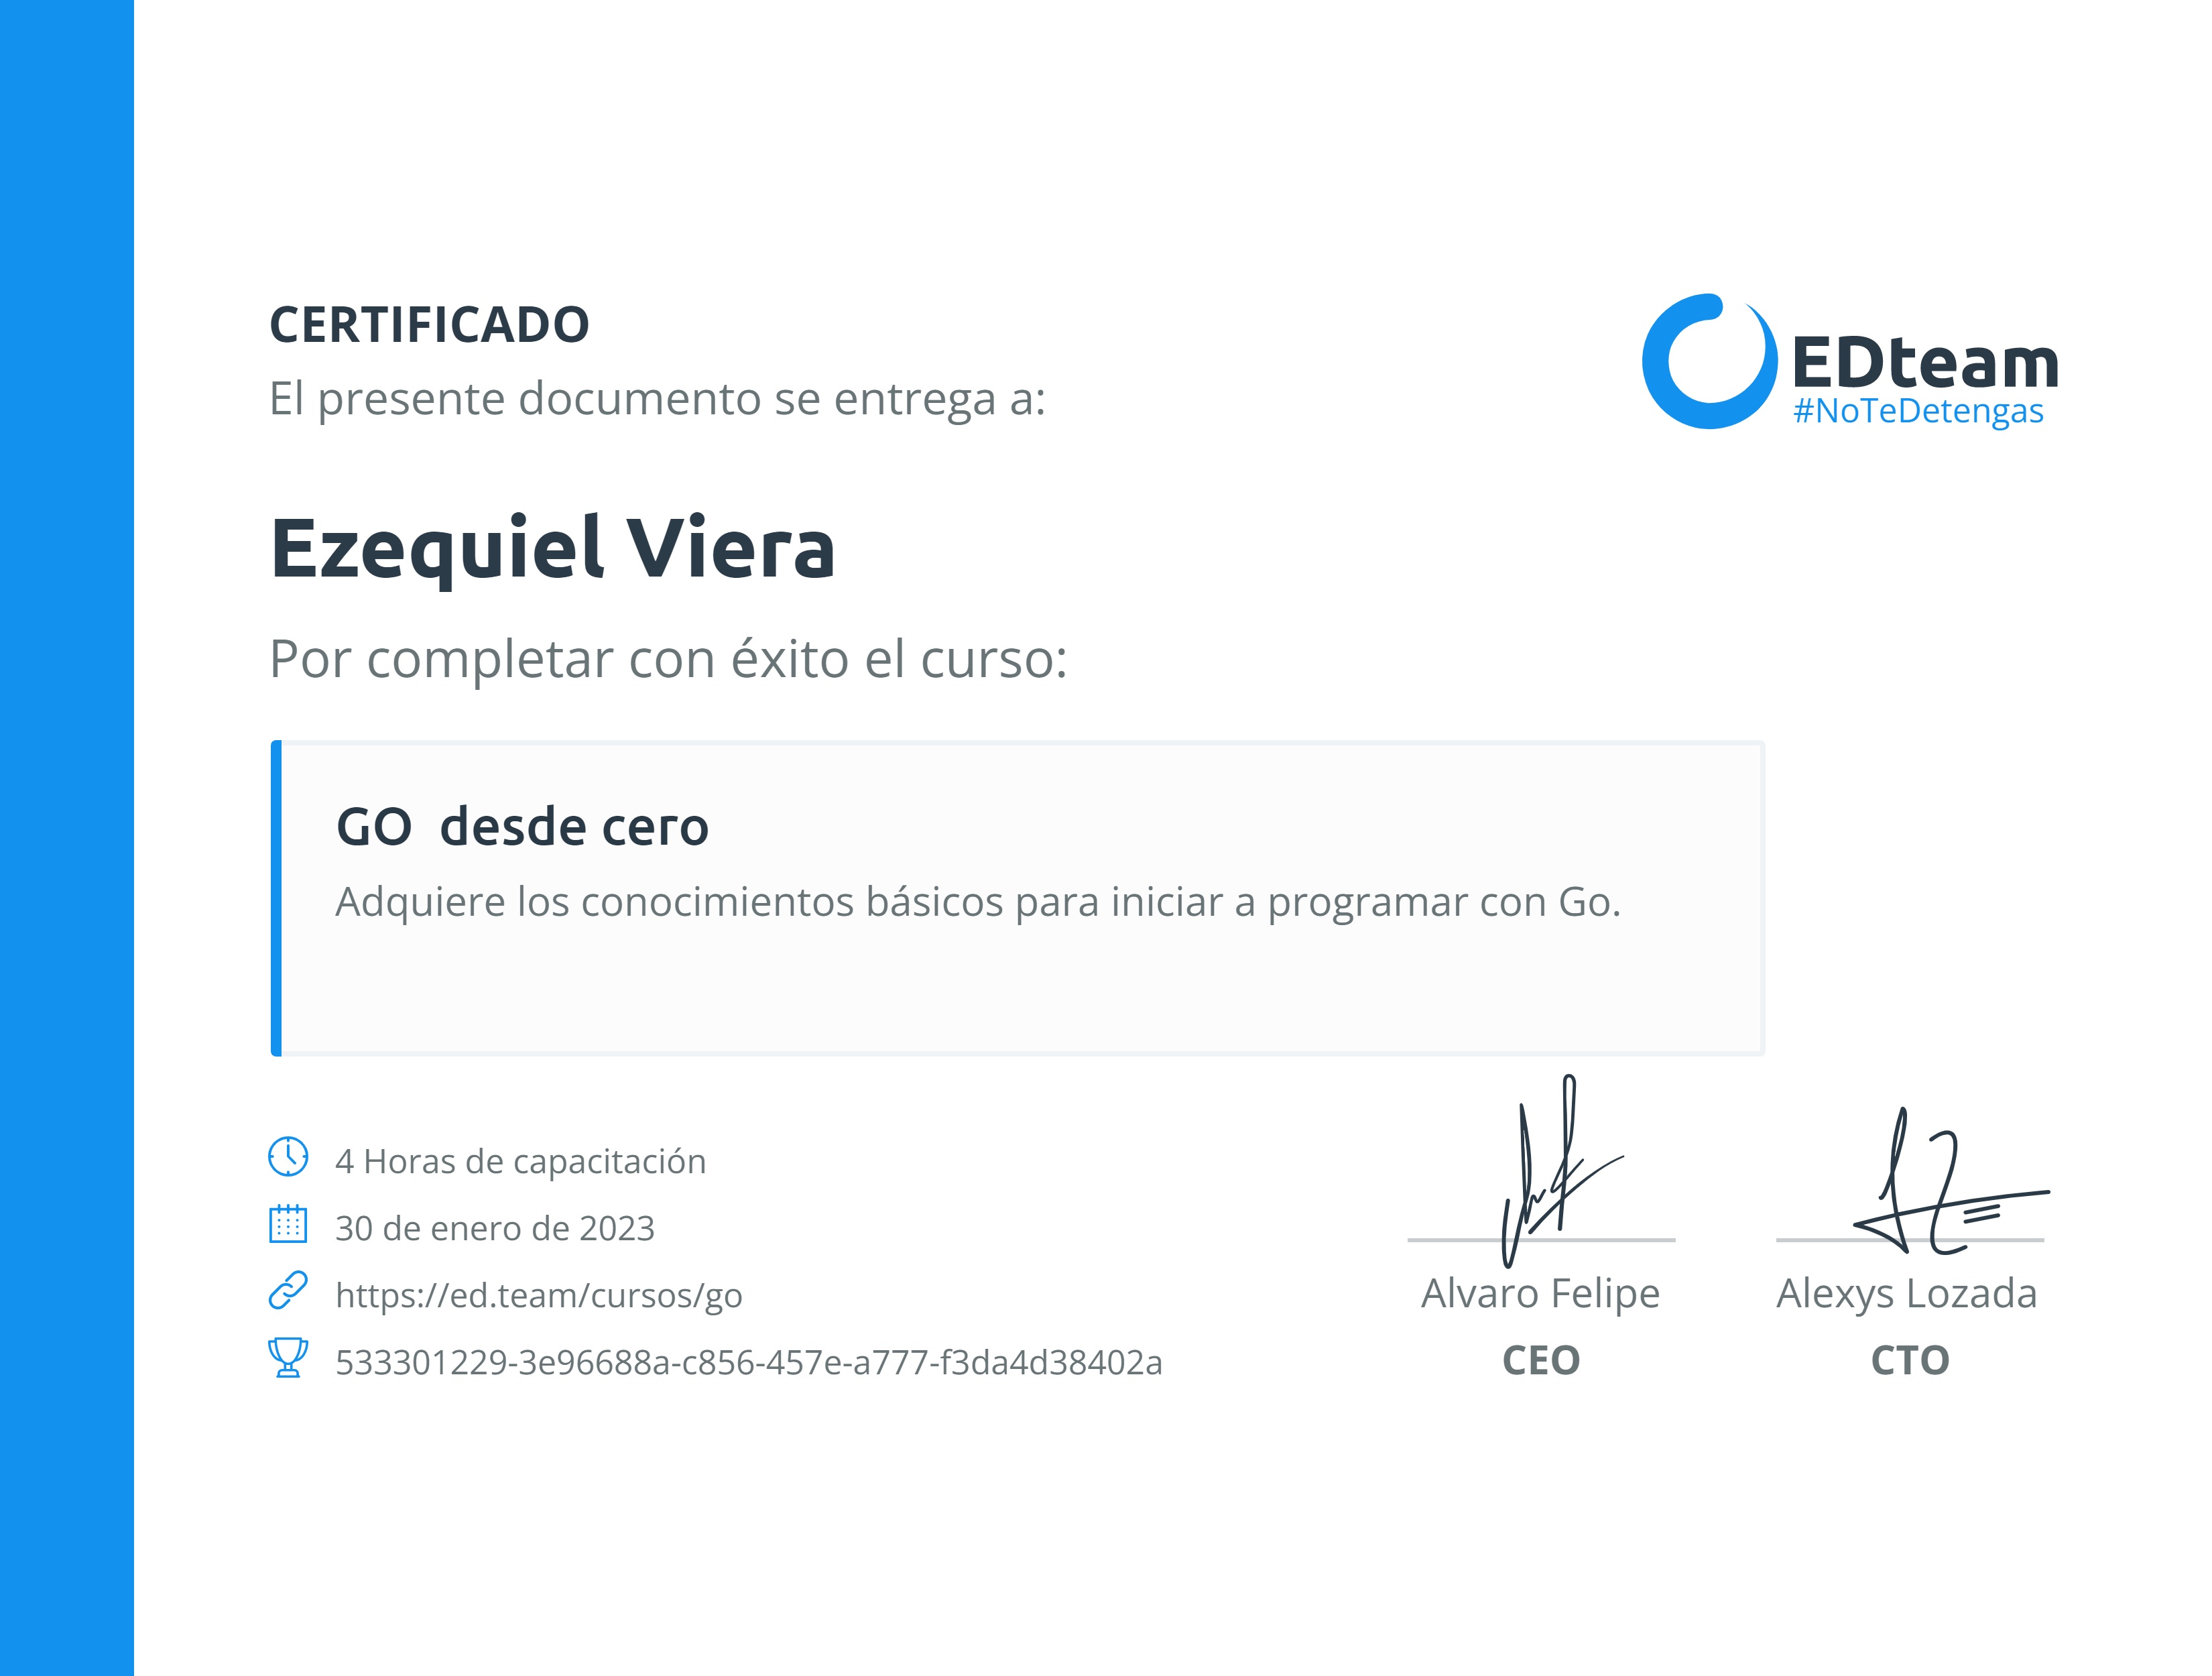 CERTIFICADO
El presente documento se entrega a:
EDteam
#NoTeDetengas
Ezequiel Viera
Por completar con éxito el curso:
GO  desde cero
Adquiere los conocimientos básicos para iniciar a programar con Go.
4 Horas de capacitación
30 de enero de 2023
https://ed.team/cursos/go
533301229-3e96688a-c856-457e-a777-f3da4d38402a
Alvaro Felipe
CEO
Alexys Lozada
CTO